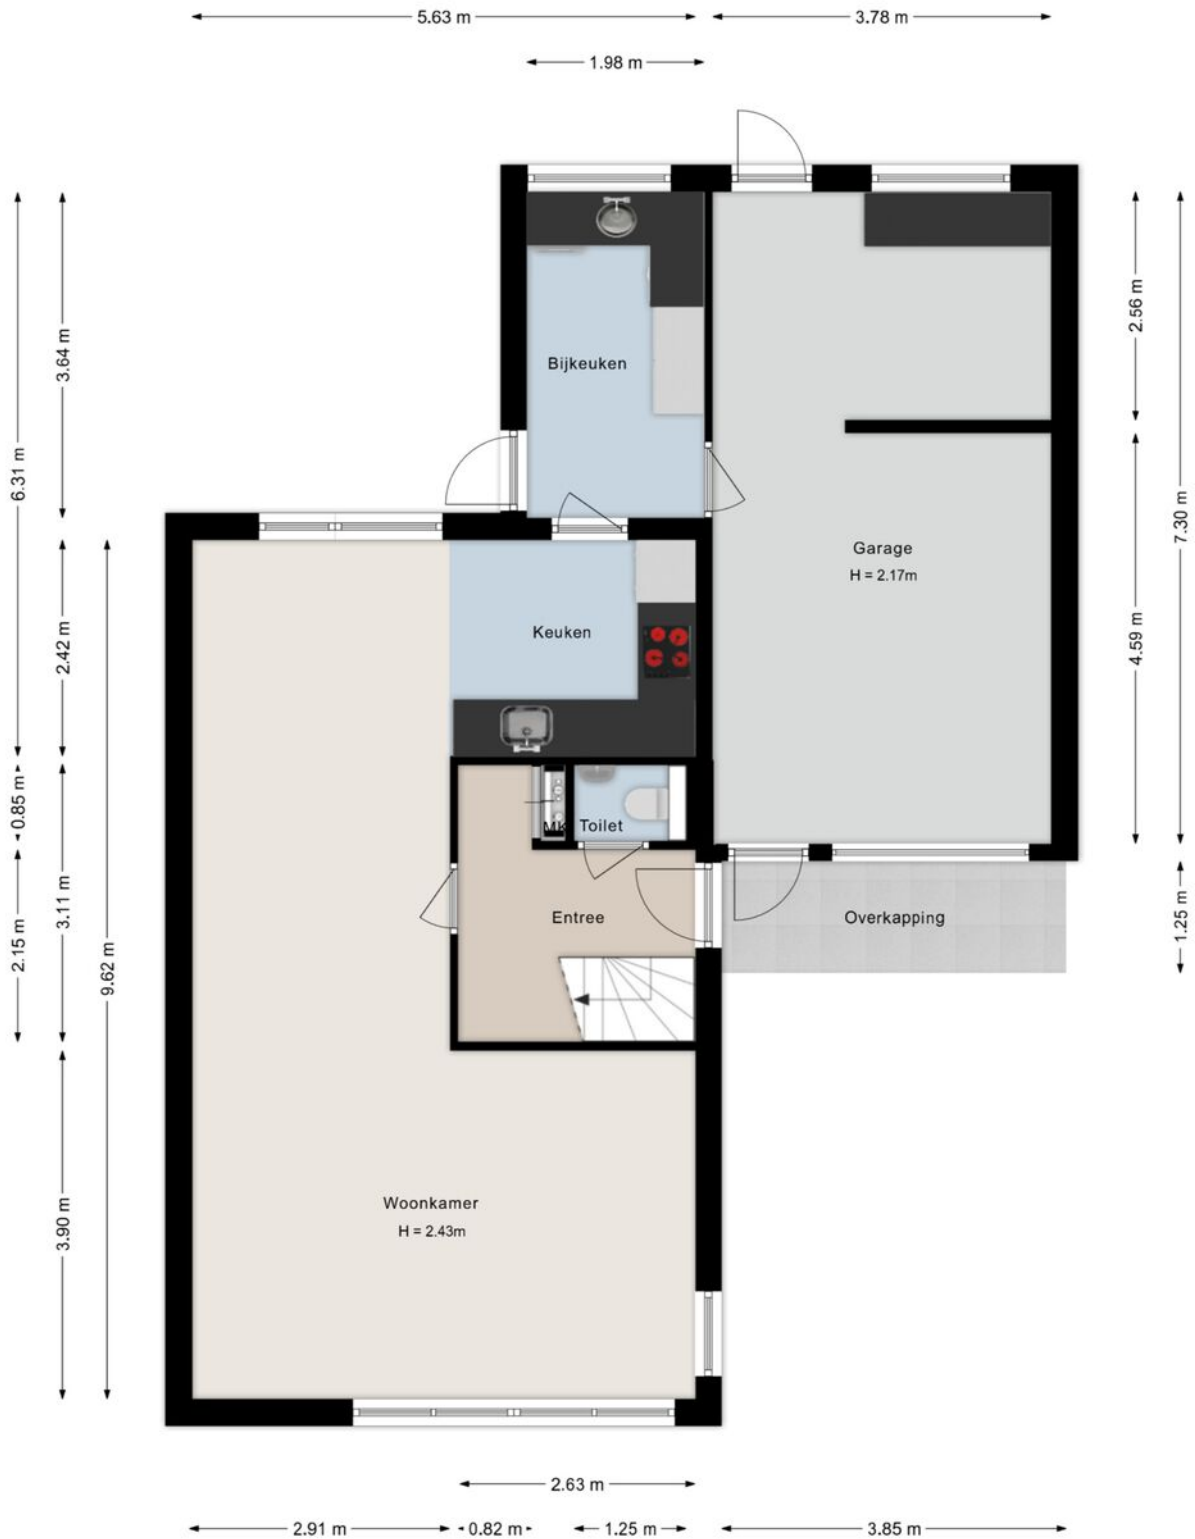 5.63 m
3.78 m
1.98 m
3.64 m
6.31 m
2.56 m
7.30 m
Bijkeuken
Garage
H = 2.17m
2.42 m
Keuken
4.59 m
0.85 m
MK
Toilet
3.11 m
2.15 m
Entree
Overkapping
1.25 m
9.62 m
3.90 m
Woonkamer
H = 2.43m
2.63 m
2.91 m
0.82 m
1.25 m
3.85 m